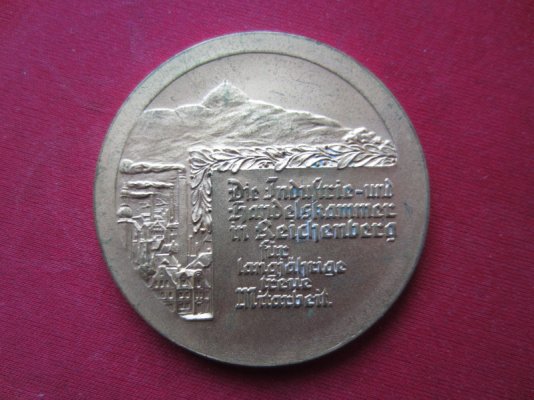 Die Industrie-und
Handelskammer
in Reichenberg
für
langjährige
treue
Mitarbeit